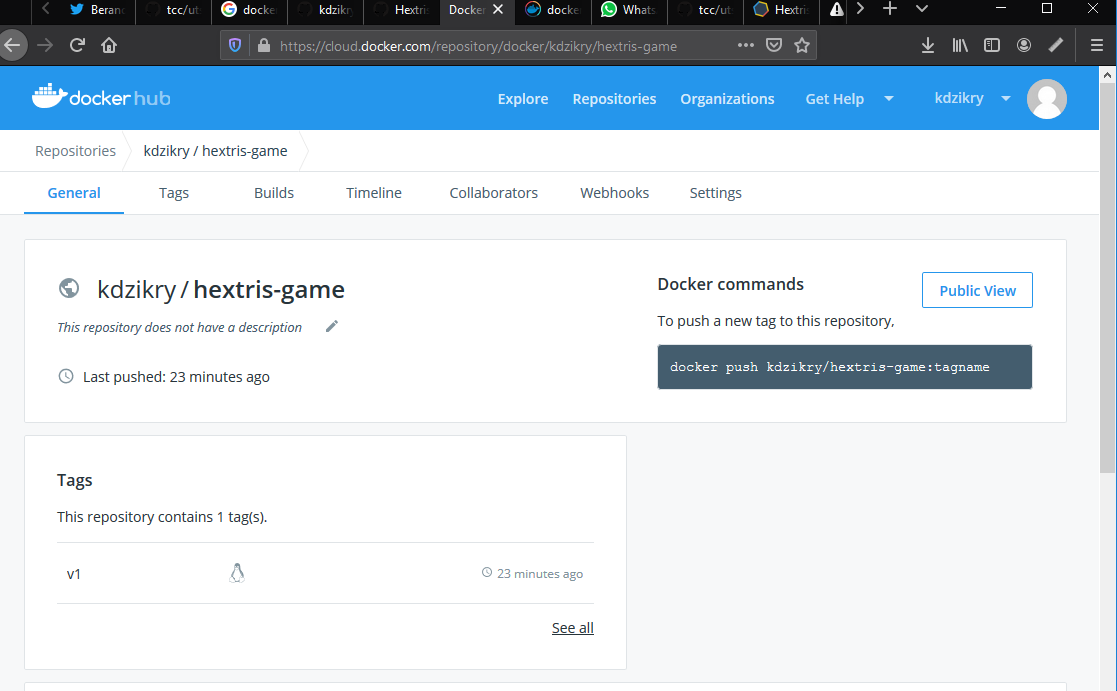 Beran
tcc/ut
docke
kdzikr
Hextris
Docker
docke
Whats
tcc/ut
Hextris
https://cloud.docker.com/repository/docker/kdzikry/hextris-game
docker hub
Explore
Repositories
Organizations
Get Help
kdzikry
Repositories
kdzikry / hextris-game
General
Tags
Builds
Timeline
Collaborators
Webhooks
Settings
kdzikry / hextris-game
This repository does not have a description
Last pushed: 23 minutes ago
Docker commands
Public View
To push a new tag to this repository,
docker push kdzikry/hextris-game:tagname
Tags
This repository contains 1 tag(s).
v1
23 minutes ago
See all